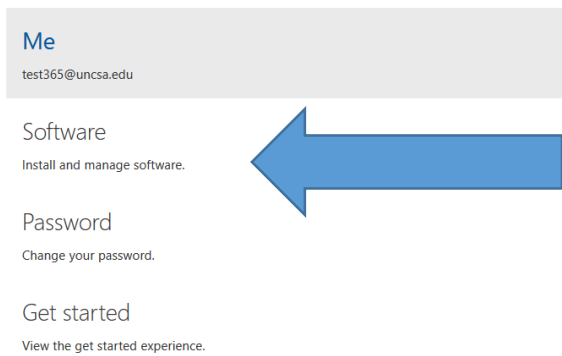 Me
test365@uncsa.edu
Software
Install and manage software.
Password
Change your password.
Get started
View the get started experience.